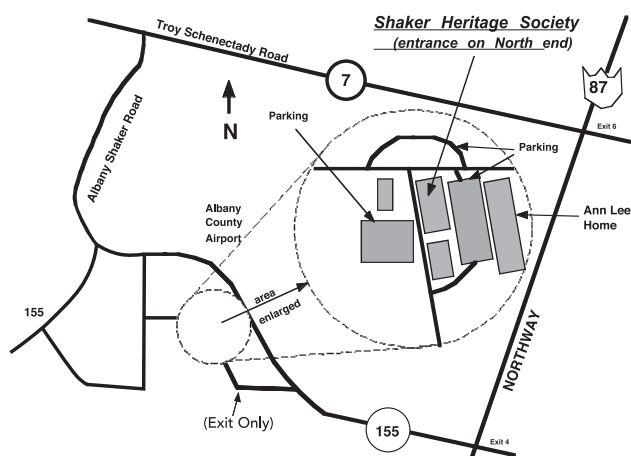 Shaker Heritage Society
(entrance on North end)
Troy Schenectady Road
7
87
Exit 6
Albany Shaker Road
N
Parking
Parking
Albany
County
Airport
Ann Lee
Home
area
enlarged
155
NORTHWAY
(Exit Only)
155
Exit 4